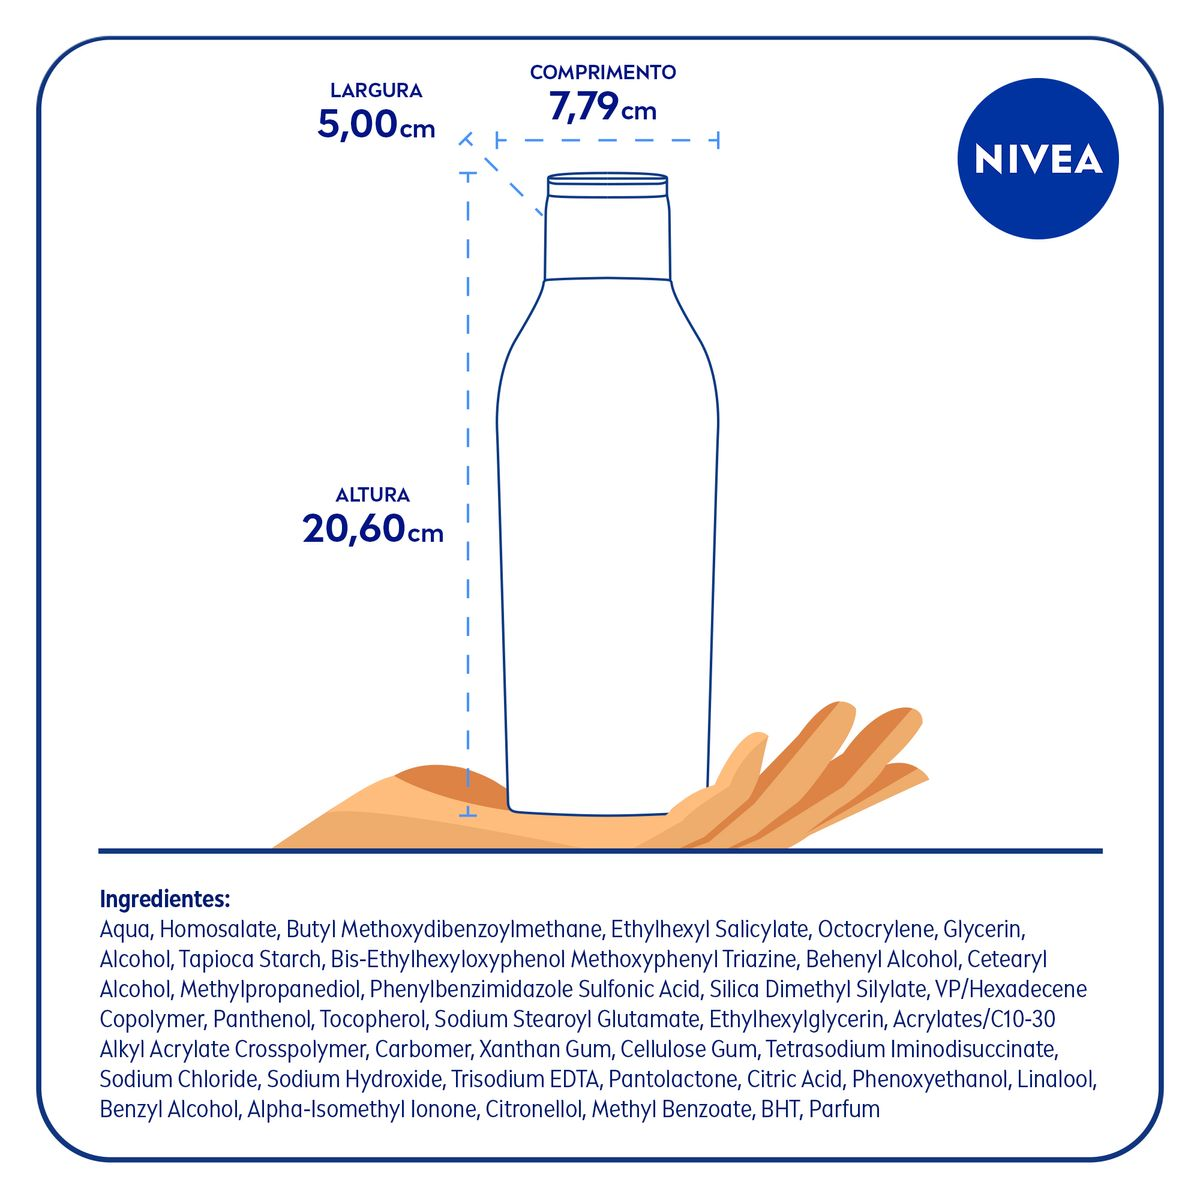 COMPRIMENTO
7,79cm
LARGURA
5,00cm
NIVEA
ALTURA
20,60cm
Ingredientes:
Aqua, Homosalate, Butyl Methoxydibenzoylmethane, Ethylhexyl Salicylate, Octocrylene, Glycerin,
Alcohol, Tapioca Starch, Bis-Ethylhexyloxyphenol Methoxyphenyl Triazine, Behenyl Alcohol, Cetearyl
Alcohol, Methylpropanediol, Phenylbenzimidazole Sulfonic Acid, Silica Dimethyl Silylate, VP/Hexadecene
Copolymer, Panthenol, Tocopherol, Sodium Stearoyl Glutamate, Ethylhexylglycerin, Acrylates/C10-30
Alkyl Acrylate Crosspolymer, Carbomer, Xanthan Gum, Cellulose Gum, Tetrasodium Iminodisuccinate,
Sodium Chloride, Sodium Hydroxide, Trisodium EDTA, Pantolactone, Citric Acid, Phenoxyethanol, Linalool,
Benzyl Alcohol, Alpha-Isomethyl Ionone, Citronellol, Methyl Benzoate, BHT, Parfum